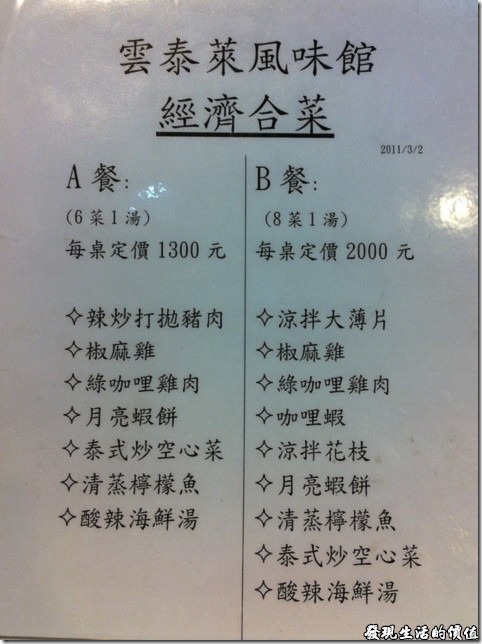 雲泰萊風味館
經濟合菜
2011/3/2
A 餐:
(6 菜 1 湯)
每桌定價 1300 元
✧辣炒打拋豬肉
✧椒麻雞
✧綠咖哩雞肉
✧月亮蝦餅
✧泰式炒空心菜
✧清蒸檸檬魚
✧酸辣海鮮湯
B 餐:
(8 菜 1 湯)
每桌定價 2000 元
✧涼拌大薄片
✧椒麻雞
✧綠咖哩雞肉
✧咖哩蝦
✧涼拌花枝
✧月亮蝦餅
✧清蒸檸檬魚
✧泰式炒空心菜
✧酸辣海鮮湯
發現生活的價值